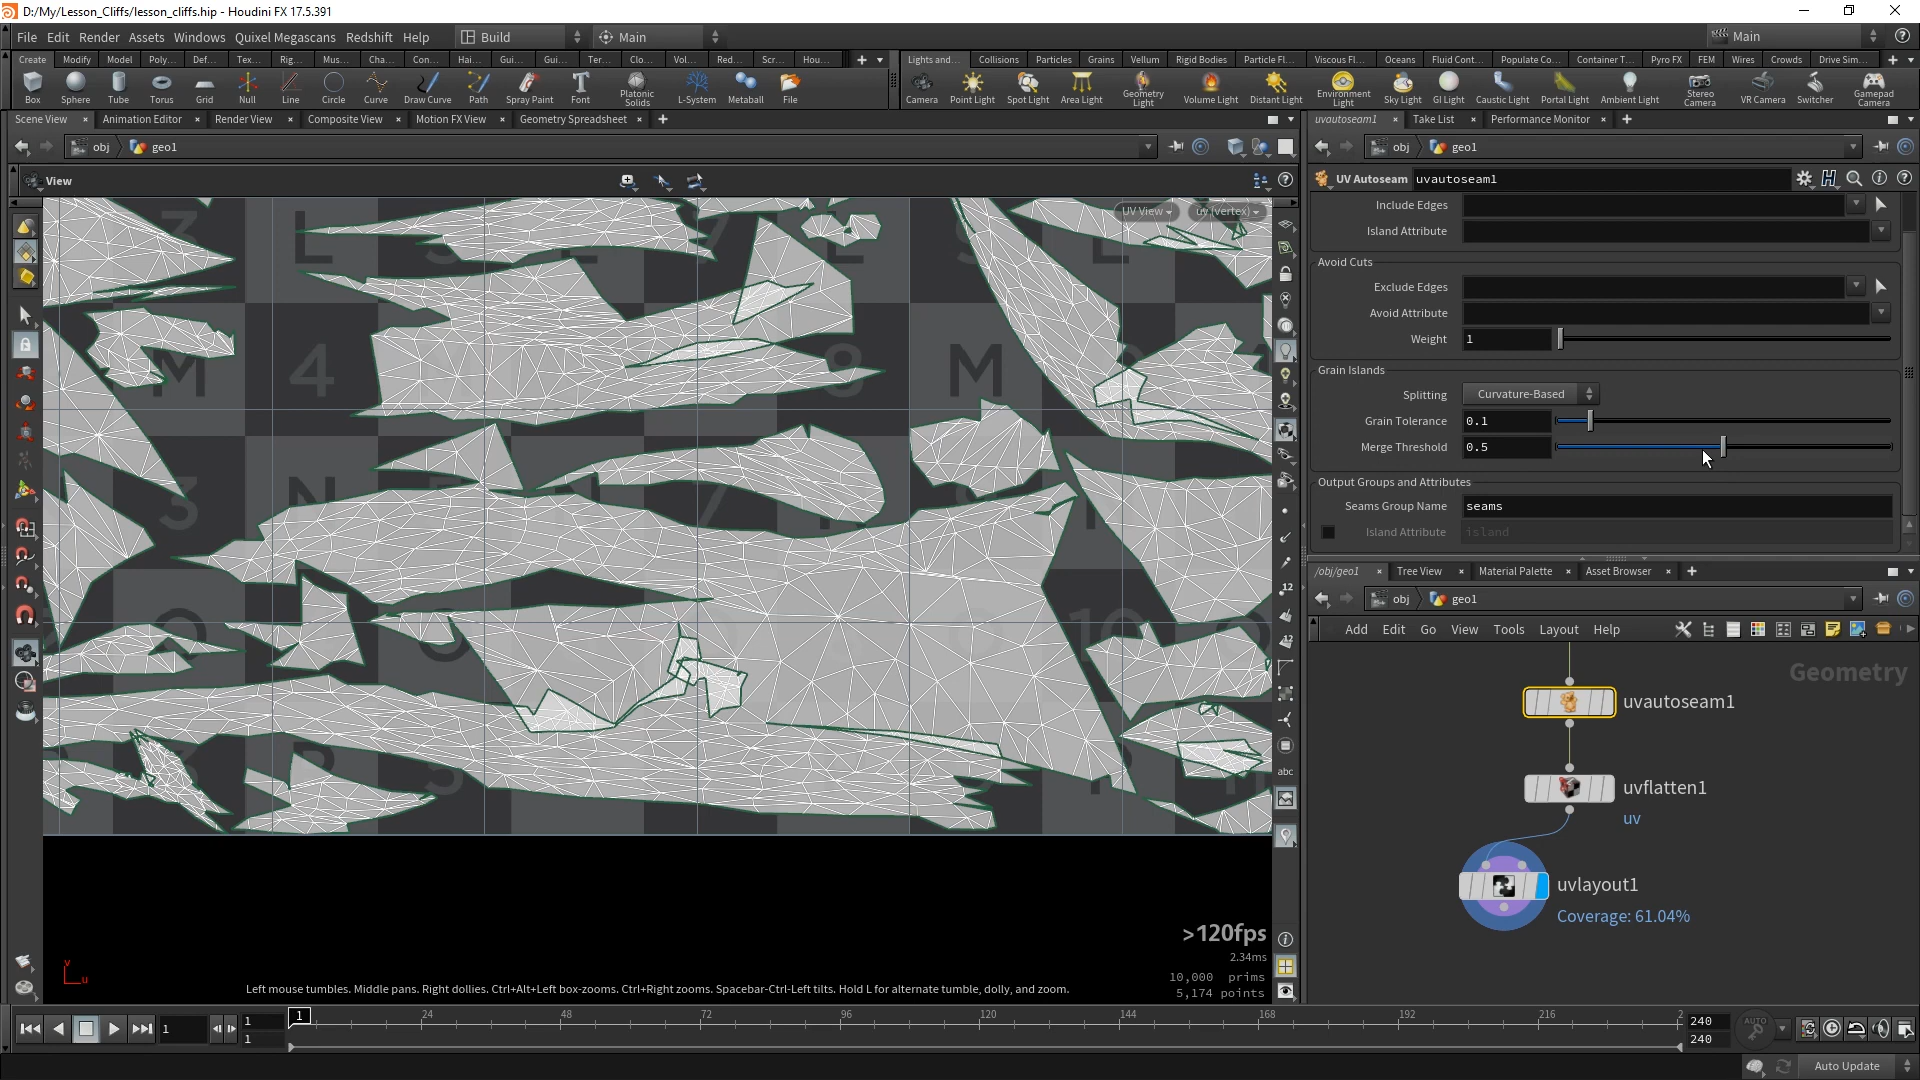 D:/My/Lesson_Cliffs/lesson_cliffs.hip - Houdini FX 17.5.391
File Edit Render Assets Windows Quixel Megascans Redshift Help Build Main Main
Create Modify Model Poly... Def... Tex... Rig... Mus... Cha... Con... Hai... Gui... Gui... Ter... Clo... Vol... Red... Scr... Hou...
Lights and... Collisions Particles Grains Vellum Rigid Bodies Particle Fl... Viscous Fl... Oceans Fluid Cont... Populate Co... Container T... Pyro FX FEM Wires Crowds Drive Sim...
Box Sphere Tube Torus Grid Null Line Circle Curve Draw Curve Path Spray Paint Font Platonic Solids L-System Metaball File
Camera Point Light Spot Light Area Light Geometry Light Volume Light Distant Light Environment Light Sky Light GI Light Caustic Light Portal Light Ambient Light Stereo Camera VR Camera Switcher Gamepad Camera
Scene View Animation Editor Render View Composite View Motion FX View Geometry Spreadsheet
uvautoseam1 Take List Performance Monitor
obj geo1
obj geo1
View
UV Autoseam uvautoseam1
UV View uv (vertex)
Include Edges
Island Attribute
Avoid Cuts
Exclude Edges
Avoid Attribute
Weight 1
Grain Islands
Splitting Curvature-Based
Grain Tolerance 0.1
Merge Threshold 0.5
Output Groups and Attributes
Seams Group Name seams
Island Attribute island
/obj/geo1 Tree View Material Palette Asset Browser
obj geo1
Add Edit Go View Tools Layout Help
Geometry
uvautoseam1
uvflatten1
uv
uvlayout1
Coverage: 61.04%
abc
>120fps
2.34ms
10,000 prims
5,174 points
v
u
Left mouse tumbles. Middle pans. Right dollies. Ctrl+Alt+Left box-zooms. Ctrl+Right zooms. Spacebar-Ctrl-Left tilts. Hold L for alternate tumble, dolly, and zoom.
1 1 1 24 48 72 96 120 144 168 192 216 2 240
1 240
AUTO
Auto Update